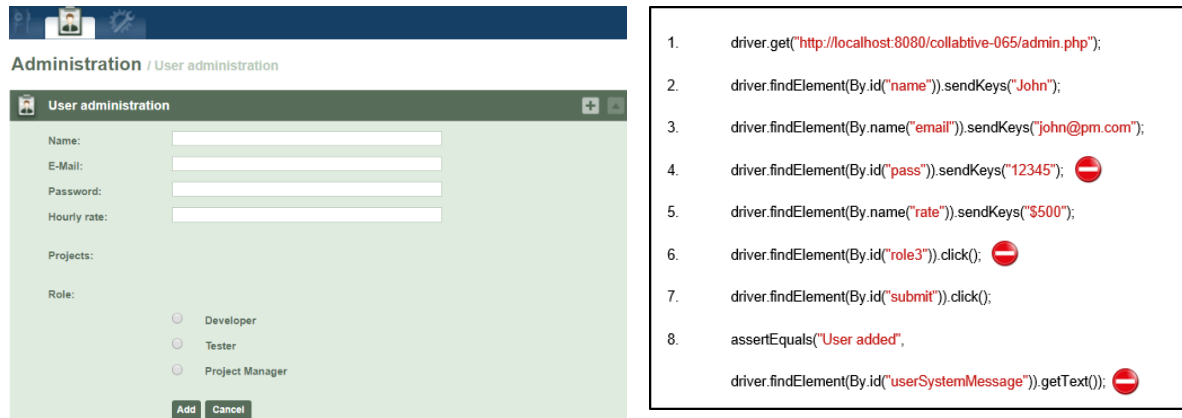 Administration / User administration
User administration
Name:
E-Mail:
Password:
Hourly rate:
Projects:
Role:
Developer
Tester
Project Manager
Add Cancel
1. driver.get("http://localhost:8080/collabtive-065/admin.php");
2. driver.findElement(By.id("name")).sendKeys("John");
3. driver.findElement(By.name("email")).sendKeys("john@pm.com");
4. driver.findElement(By.id("pass")).sendKeys("12345");
5. driver.findElement(By.name("rate")).sendKeys("$500");
6. driver.findElement(By.id("role3")).click();
7. driver.findElement(By.id("submit")).click();
8. assertEquals("User added",
driver.findElement(By.id("userSystemMessage")).getText());